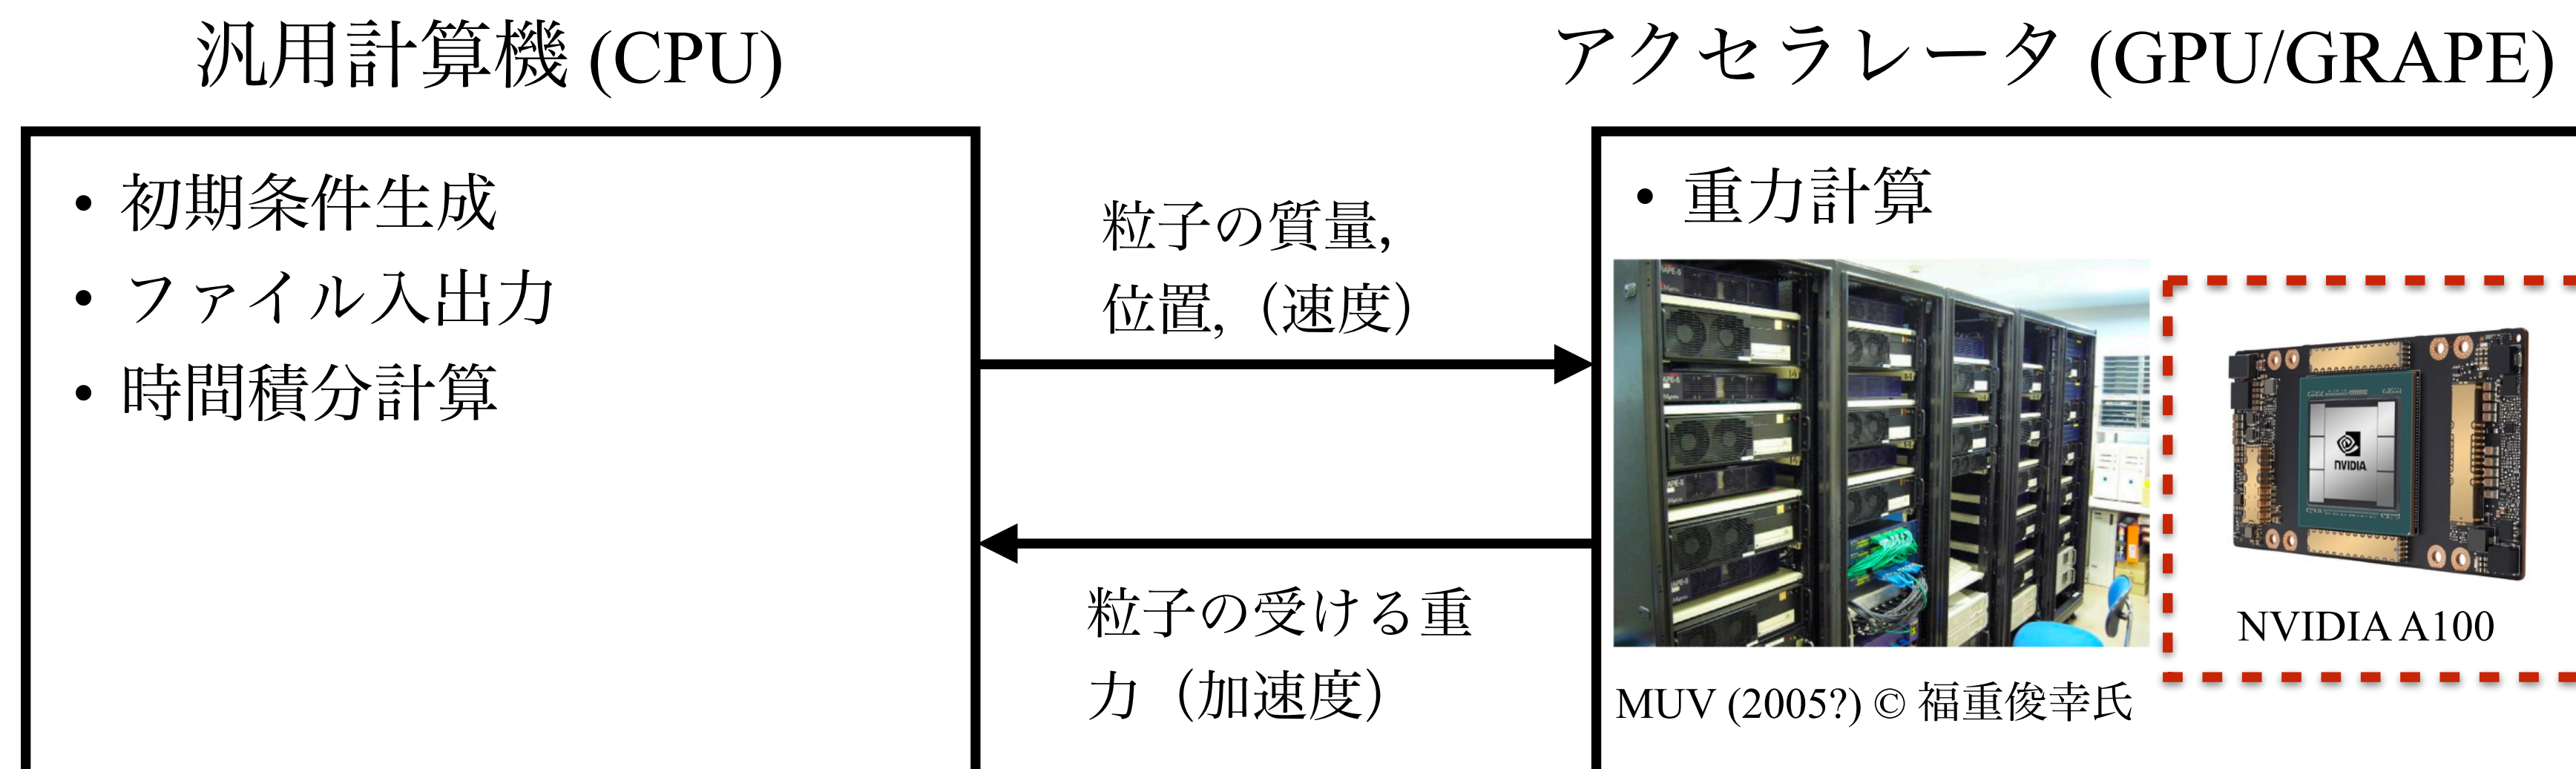 汎用計算機 (CPU)
アクセラレータ (GPU/GRAPE)
• 初期条件生成
• ファイル入出力
• 時間積分計算
粒子の質量,
位置,（速度）
粒子の受ける重
力（加速度）
• 重力計算
NVIDIA
NVIDIA A100
MUV (2005?) © 福重俊幸氏